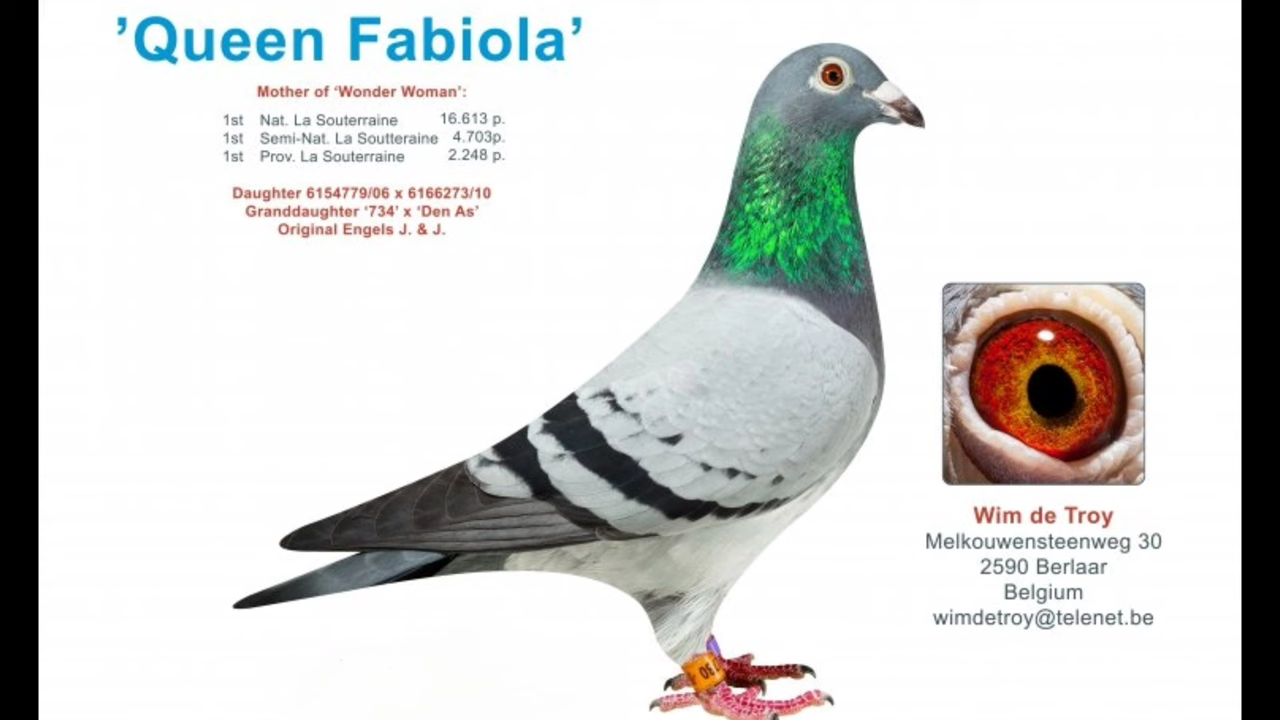 ’Queen Fabiola’
Mother of ‘Wonder Woman’:
1st Nat. La Souterraine 16.613 p.
1st Semi-Nat. La Soutteraine 4.703p.
1st Prov. La Souterraine 2.248 p.
Daughter 6154779/06 x 6166273/10
Granddaughter ‘734’ x ‘Den As’
Original Engels J. & J.
Wim de Troy
Melkouwensteenweg 30
2590 Berlaar
Belgium
wimdetroy@telenet.be